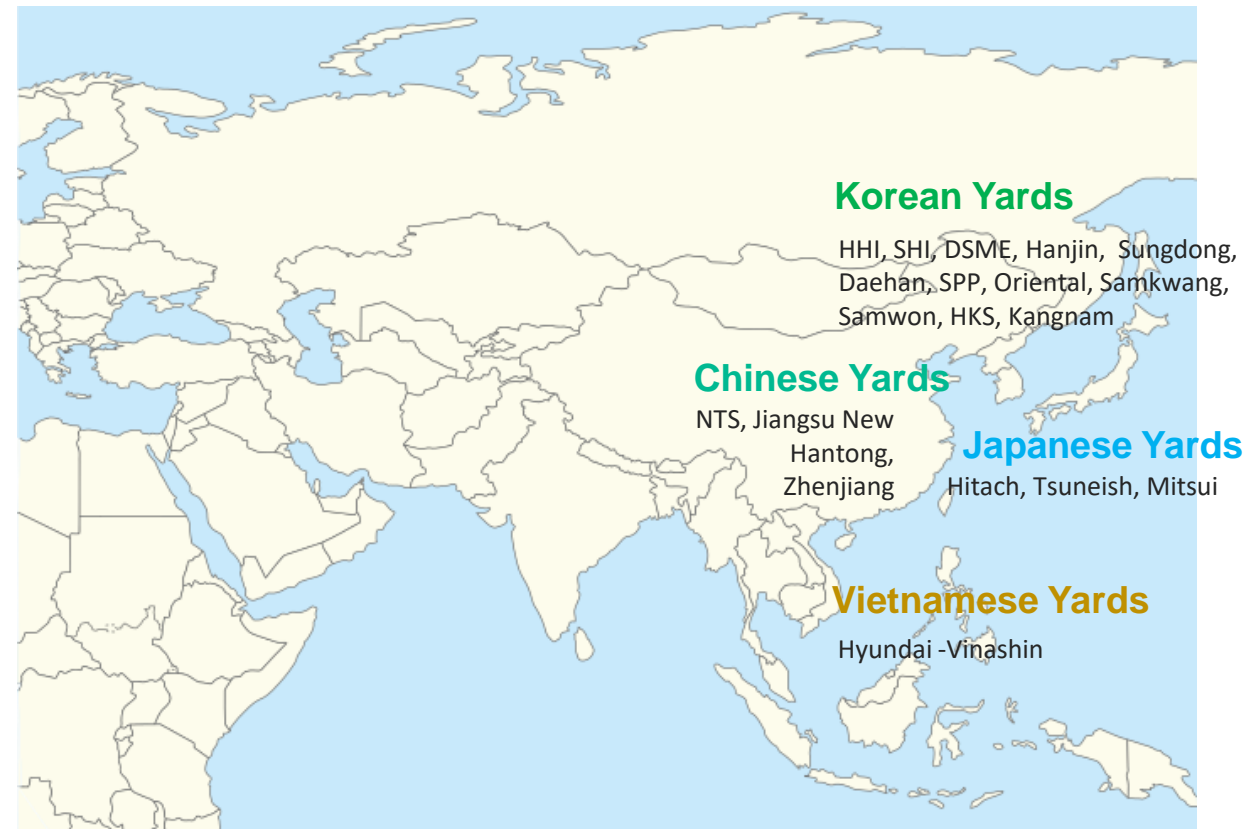 Korean Yards
HHI, SHI, DSME, Hanjin, Sungdong,
Daehan, SPP, Oriental, Samkwang,
Samwon, HKS, Kangnam
Chinese Yards
NTS, Jiangsu New
Hantong,
Zhenjiang
Japanese Yards
Hitach, Tsuneish, Mitsui
Vietnamese Yards
Hyundai -Vinashin